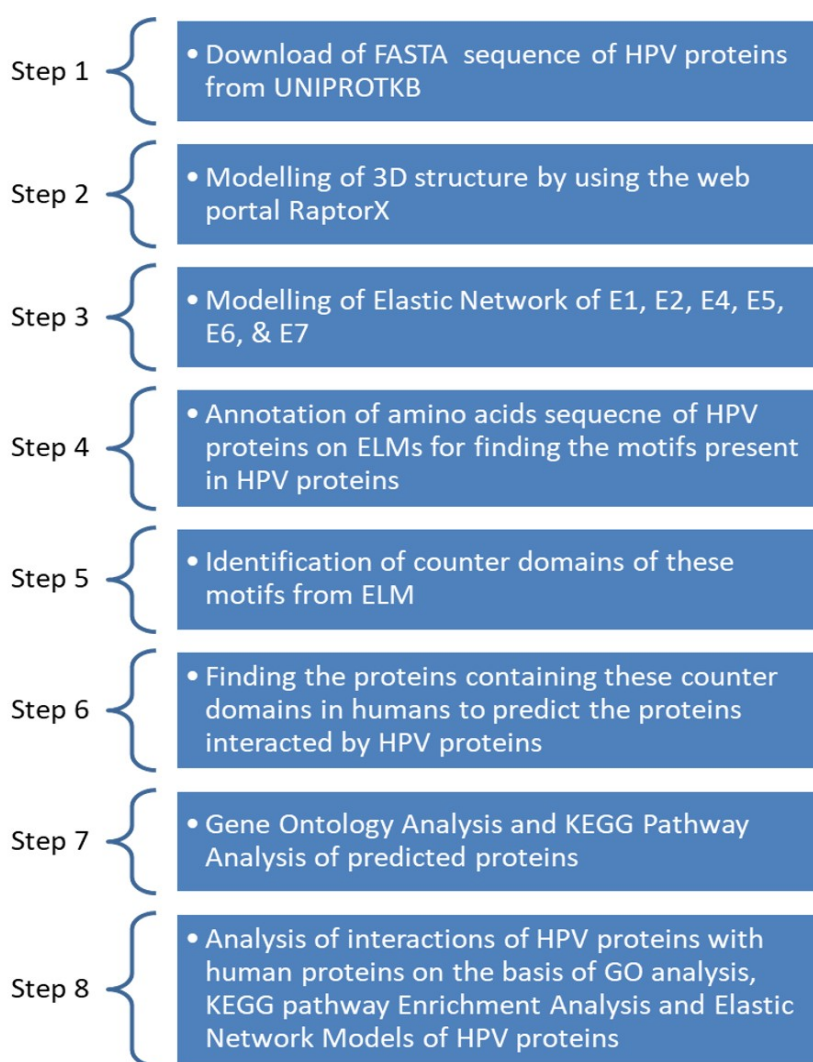 Step 1
• Download of FASTA sequence of HPV proteins
from UNIPROTKB
Step 2
• Modelling of 3D structure by using the web
portal RaptorX
Step 3
• Modelling of Elastic Network of E1, E2, E4, E5,
E6, & E7
Step 4
• Annotation of amino acids sequecne of HPV
proteins on ELMs for finding the motifs present
in HPV proteins
Step 5
• Identification of counter domains of these
motifs from ELM
Step 6
• Finding the proteins containing these counter
domains in humans to predict the proteins
interacted by HPV proteins
Step 7
• Gene Ontology Analysis and KEGG Pathway
Analysis of predicted proteins
Step 8
• Analysis of interactions of HPV proteins with
human proteins on the basis of GO analysis,
KEGG pathway Enrichment Analysis and Elastic
Network Models of HPV proteins